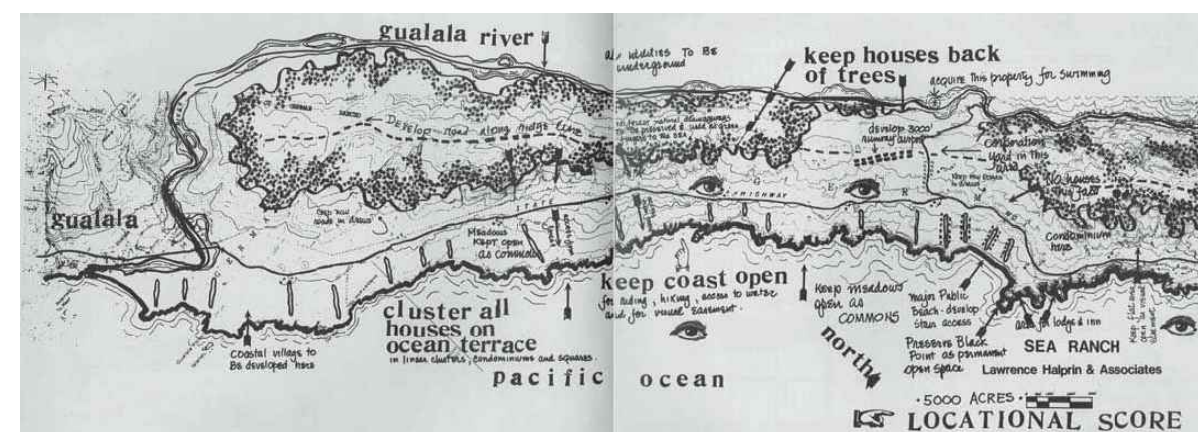 gualala river
utilities To Be
underground
keep houses back
of trees
acquire This property for swimming
Develop road along ridge line
develop 3000'
runway airport
corporation
yard in This
area
No houses
gualala
STATE
HIGHWAY
Meadows
Kept open
as commons
Condominium
here
cluster all
houses on
ocean terrace
in linear clusters, condominiums and squares.
Coastal village to
Be developed here
keep coast open
for riding, hiking, access to water
and for visual easement.
Keep meadows
open as
COMMONS
major Public
Beach - develop
stair access
area for lodge & inn
Preserve Black
Point as permanent
open space
north
pacific ocean
SEA RANCH
Lawrence Halprin & Associates
· 5000 ACRES ·
LOCATIONAL SCORE